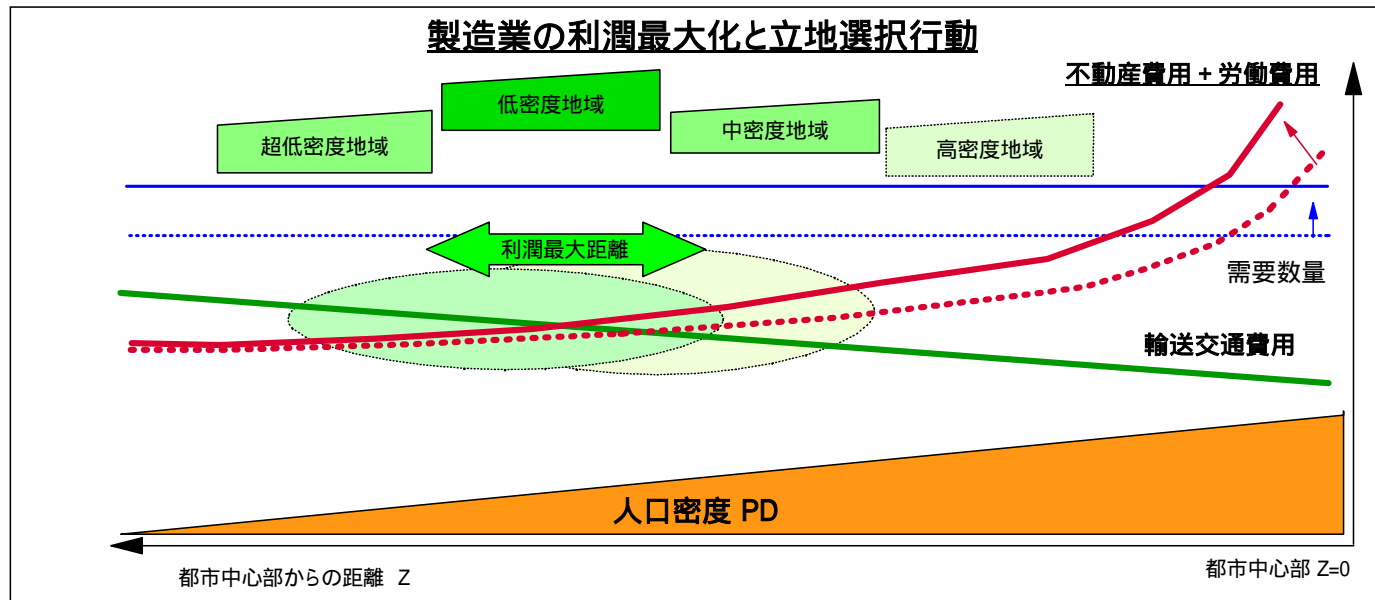 製造業の利潤最大化と立地選択行動
不動産費用 + 労働費用
低密度地域
超低密度地域
中密度地域
高密度地域
利潤最大距離
需要数量
輸送交通費用
人口密度 PD
都市中心部からの距離 Z
都市中心部 Z=0